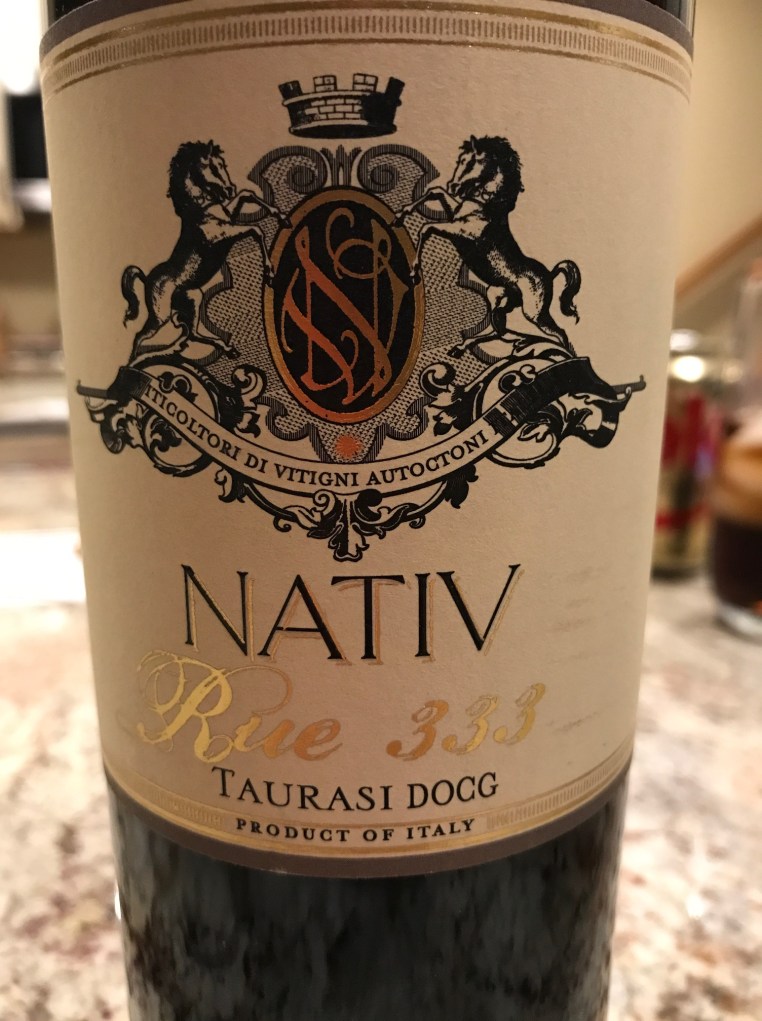 ITICOLTORI DI VITIGNI AUTOCTONI
NATIV
Rue 333
TAURASI DOCG
PRODUCT OF ITALY